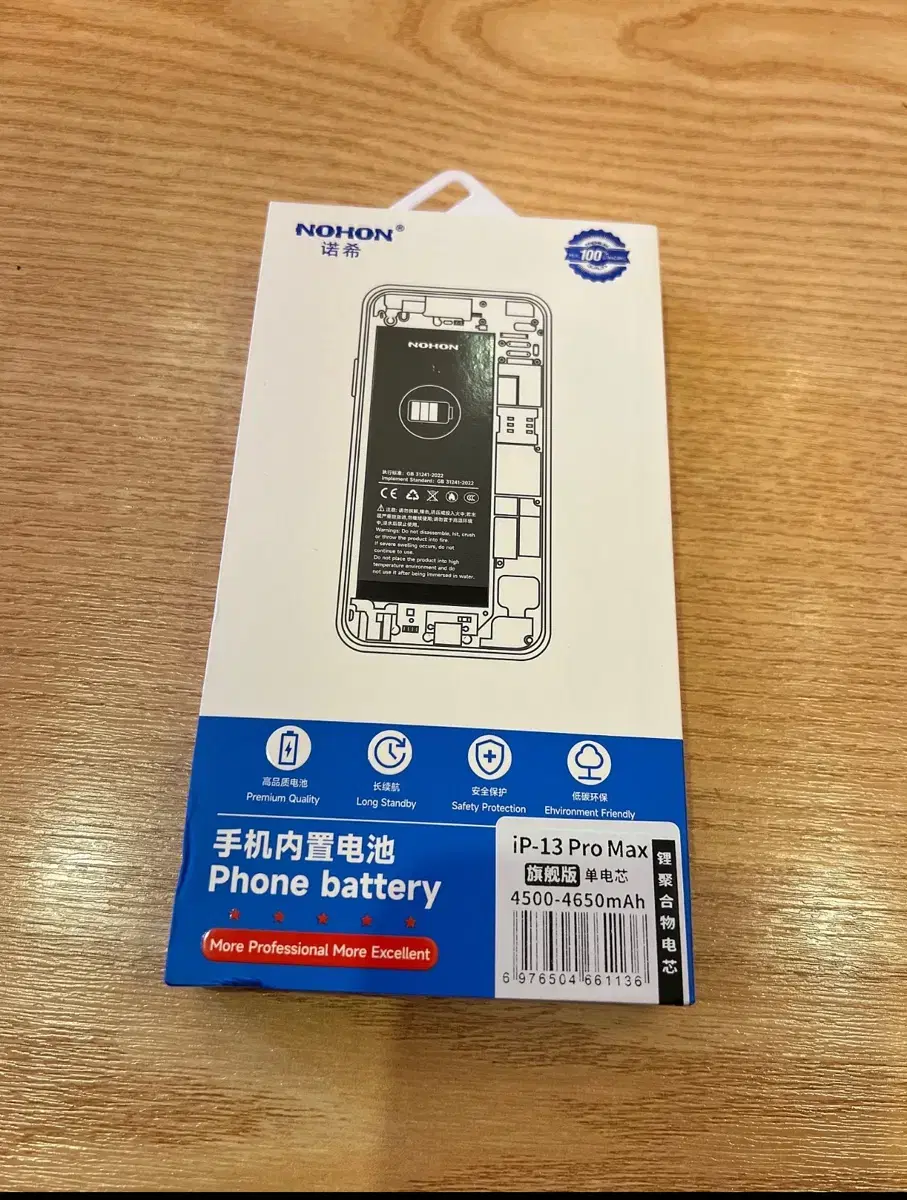 NOHON®
诺希
100%
NOHON
执行标准：GB 31241-2022
Implement Standard：GB 31241-2022
CE
CCC
Warnings: Do not disassemble, hit, crush
or throw the product into fire
If severe swelling occurs, do not
continue to use.
Do not place the product into high
temperature environment and do
not use it after being immersed in water.
高品质电池
Premium Quality
长续航
Long Standby
安全保护
Safety Protection
低碳环保
Ehvironment Friendly
手机内置电池
Phone battery
More Professional More Excellent
iP-13 Pro Max
旗舰版 单电芯
4500-4650mAh
6 976504 661136
锂聚合物电芯